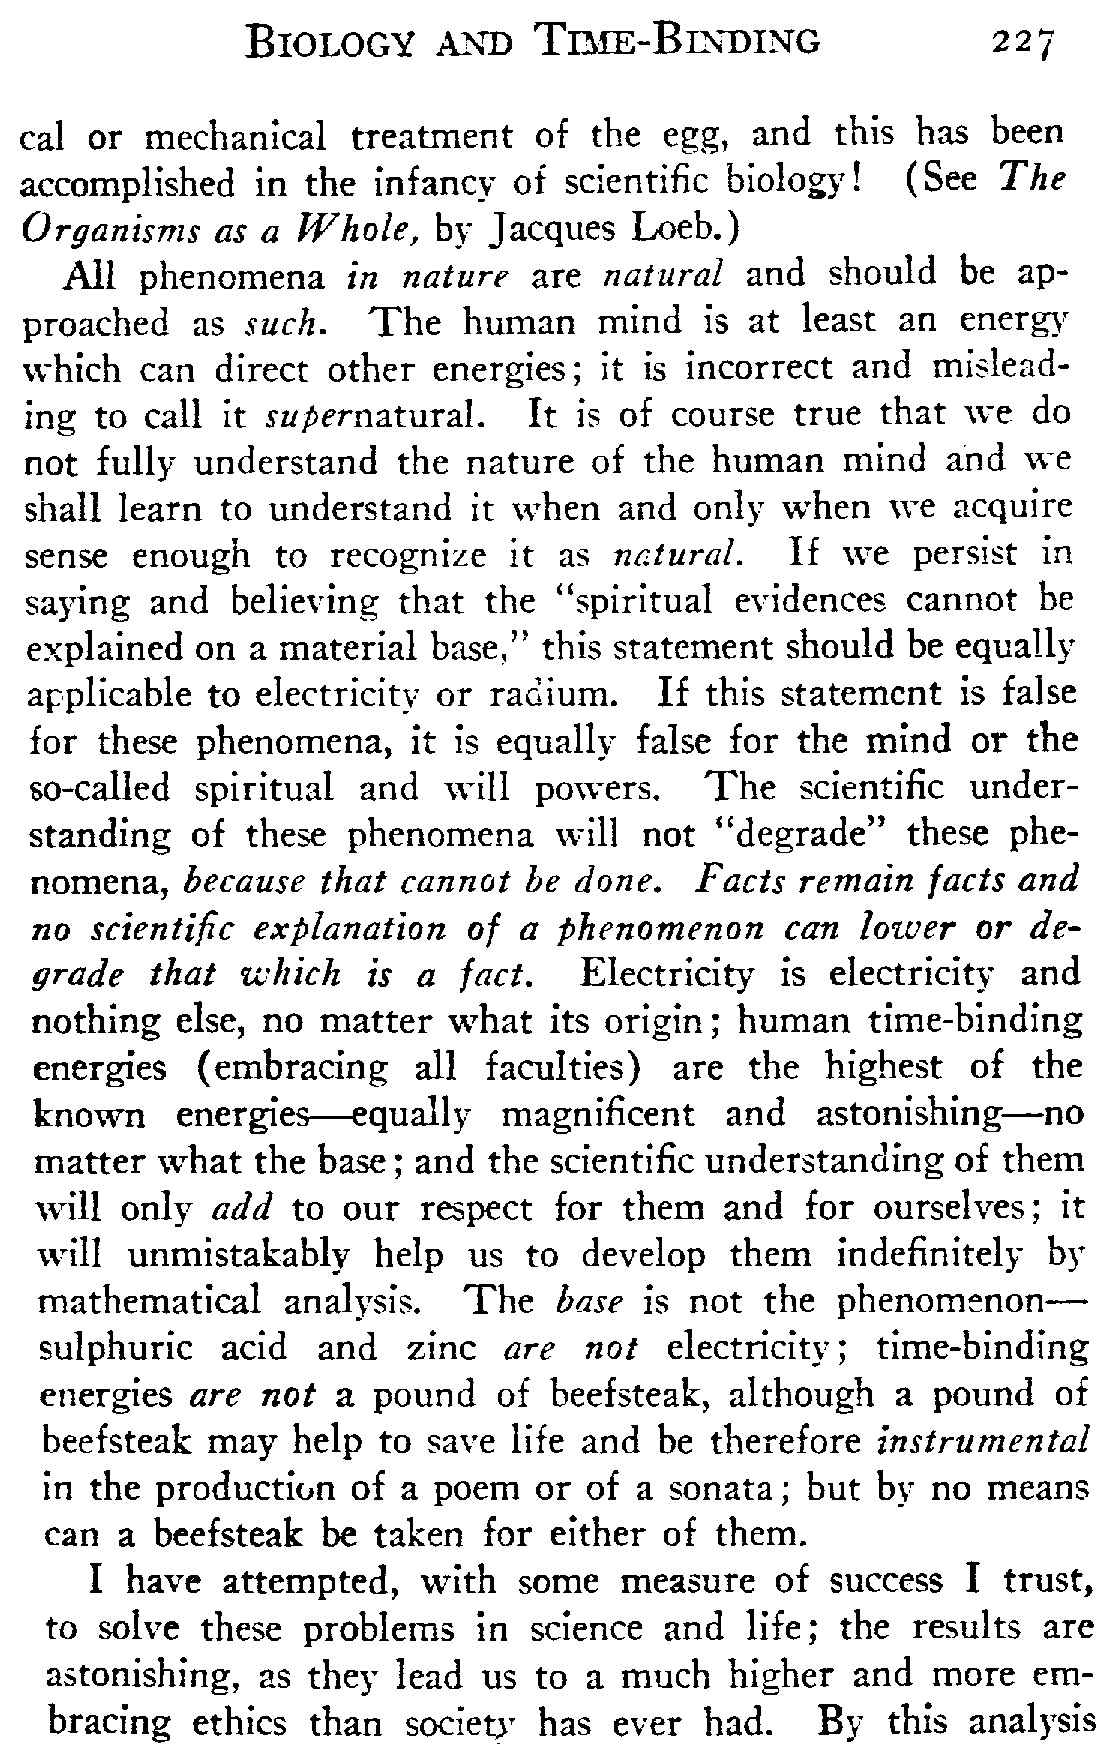 BIOLOGY AND TIME-BINDING 227
cal or mechanical treatment of the egg, and this has been
accomplished in the infancy of scientific biology! (See The
Organisms as a Whole, by Jacques Loeb.)
All phenomena in nature are natural and should be ap-
proached as such. The human mind is at least an energy
which can direct other energies; it is incorrect and mislead-
ing to call it supernatural. It is of course true that we do
not fully understand the nature of the human mind and we
shall learn to understand it when and only when we acquire
sense enough to recognize it as natural. If we persist in
saying and believing that the "spiritual evidences cannot be
explained on a material base," this statement should be equally
applicable to electricity or radium. If this statement is false
for these phenomena, it is equally false for the mind or the
so-called spiritual and will powers. The scientific under-
standing of these phenomena will not "degrade" these phe-
nomena, because that cannot be done. Facts remain facts and
no scientific explanation of a phenomenon can lower or de-
grade that which is a fact. Electricity is electricity and
nothing else, no matter what its origin; human time-binding
energies (embracing all faculties) are the highest of the
known energies—equally magnificent and astonishing—no
matter what the base; and the scientific understanding of them
will only add to our respect for them and for ourselves; it
will unmistakably help us to develop them indefinitely by
mathematical analysis. The base is not the phenomenon—
sulphuric acid and zinc are not electricity; time-binding
energies are not a pound of beefsteak, although a pound of
beefsteak may help to save life and be therefore instrumental
in the production of a poem or of a sonata; but by no means
can a beefsteak be taken for either of them.
I have attempted, with some measure of success I trust,
to solve these problems in science and life; the results are
astonishing, as they lead us to a much higher and more em-
bracing ethics than society has ever had. By this analysis